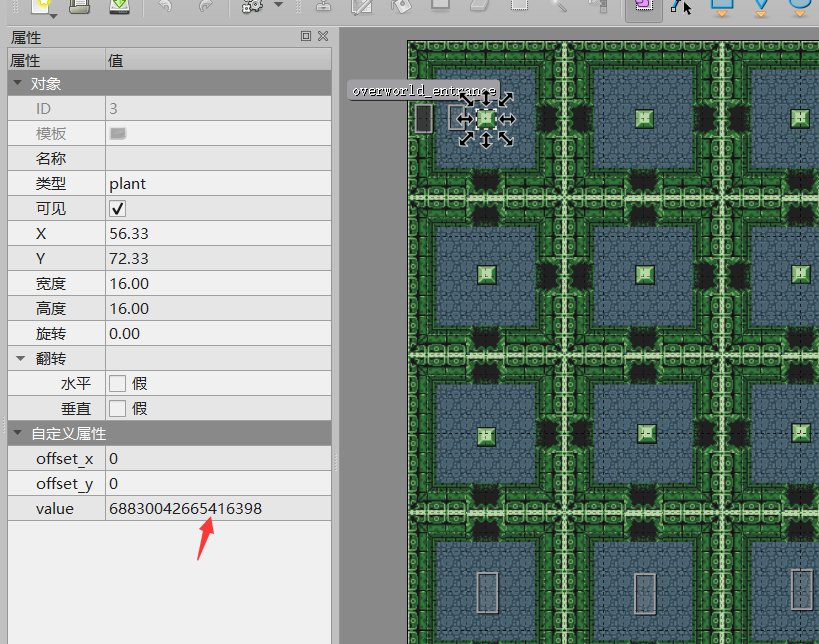 属性
属性 值
对象
ID 3
模板
名称
类型 plant
可见
X 56.33
Y 72.33
宽度 16.00
高度 16.00
旋转 0.00
翻转
水平 假
垂直 假
自定义属性
offset_x 0
offset_y 0
value 68830042665416398
overworld_entrance